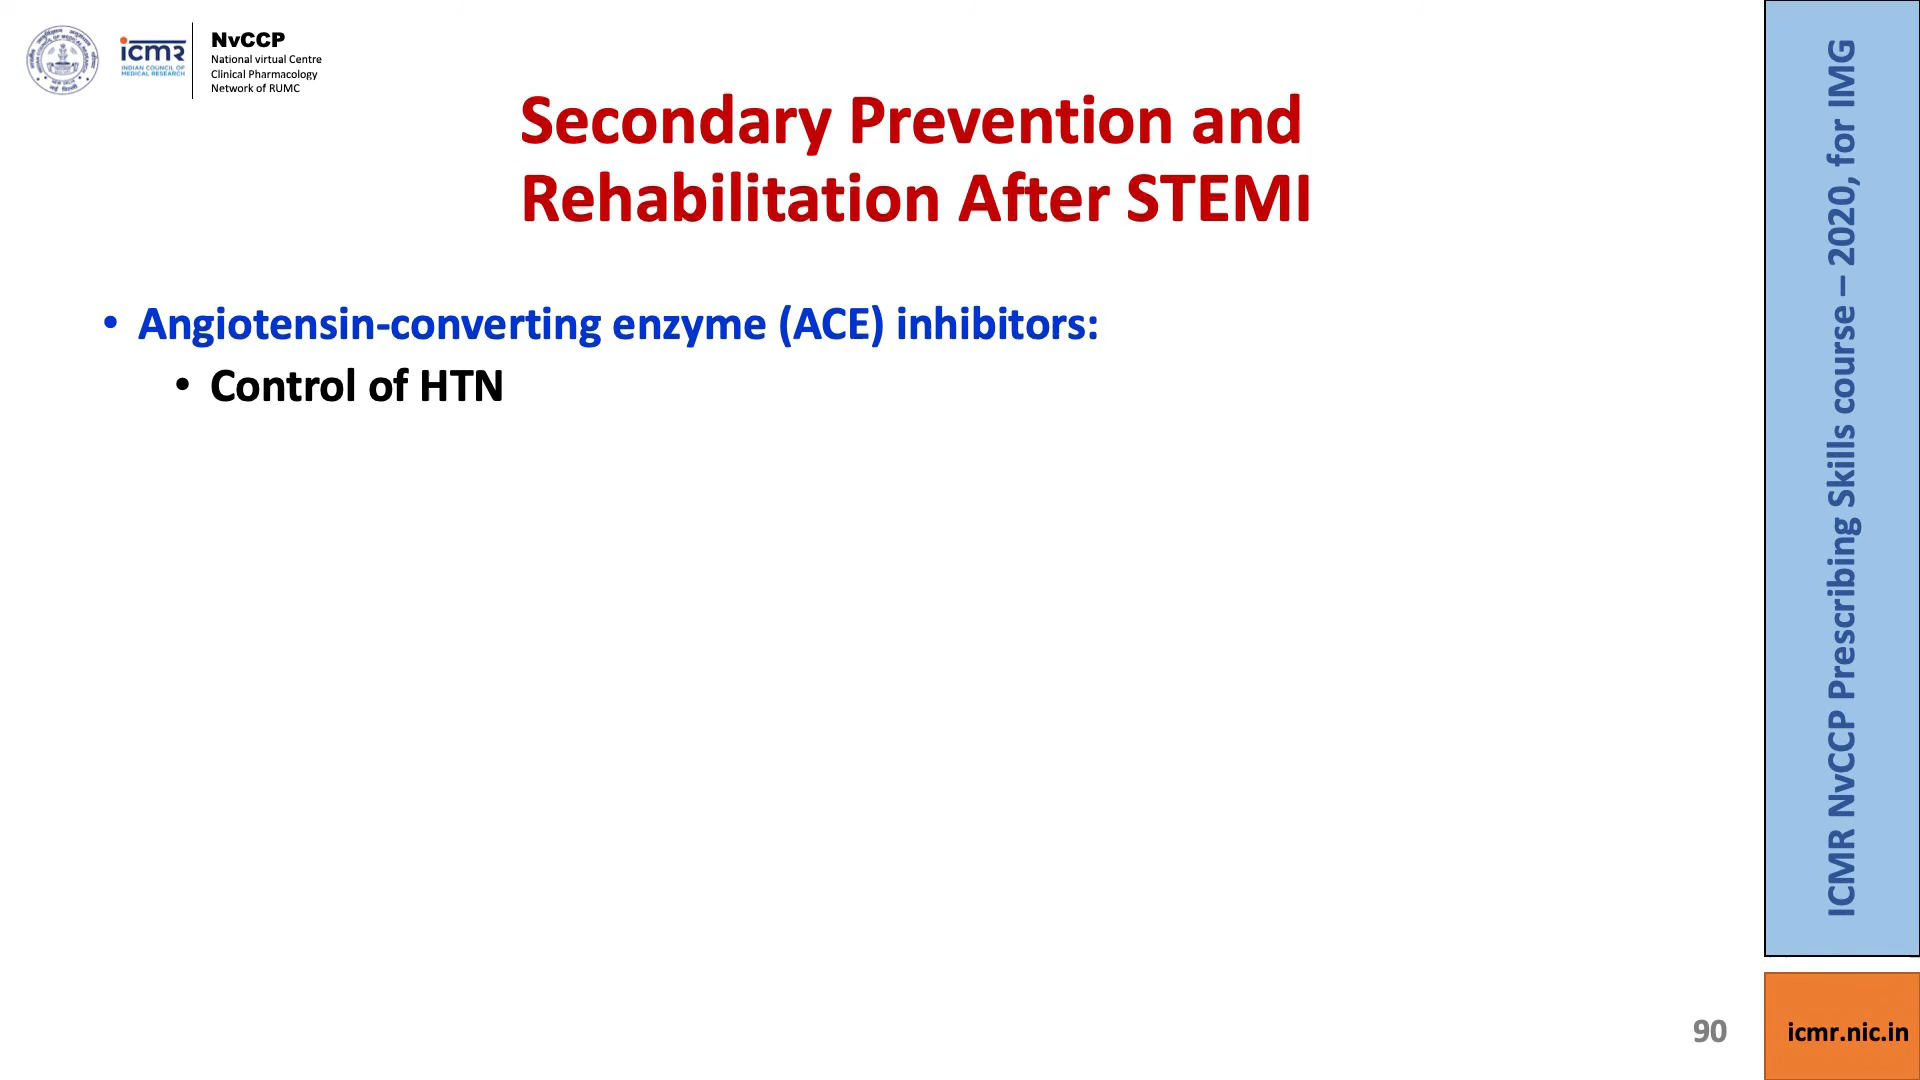 icmr
INDIAN COUNCIL OF
MEDICAL RESEARCH
NvCCP
National virtual Centre
Clinical Pharmacology
Network of RUMC
Secondary Prevention and
Rehabilitation After STEMI
• Angiotensin-converting enzyme (ACE) inhibitors:
• Control of HTN
ICMR NvCCP Prescribing Skills course – 2020, for IMG
90
icmr.nic.in